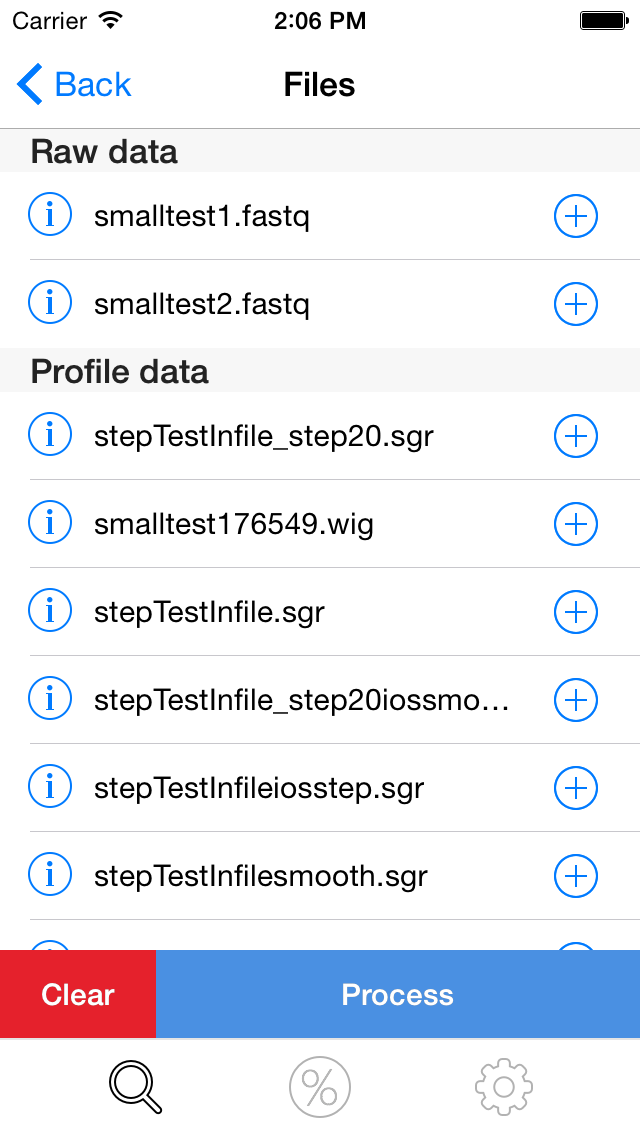 Carrier 2:06 PM
Back Files
Raw data
smalltest1.fastq
smalltest2.fastq
Profile data
stepTestInfile_step20.sgr
smalltest176549.wig
stepTestInfile.sgr
stepTestInfile_step20iossmo...
stepTestInfileiosstep.sgr
stepTestInfilesmooth.sgr
Clear Process